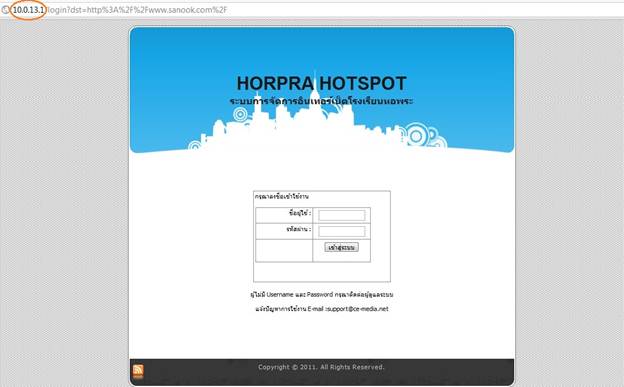 10.0.13.1/login?dst=http%3A%2F%2Fwww.sanook.com%2F
HORPRA HOTSPOT
ระบบการจัดการอินเทอร์เน็ตโรงเรียนหอพระ
กรุณาลงชื่อเข้าใช้งาน
ชื่อผู้ใช้ :
รหัสผ่าน :
เข้าสู่ระบบ
ผู้ไม่มี Username และ Password กรุณาติดต่อผู้ดูแลระบบ
แจ้งปัญหาการใช้งาน E-mail :support@ce-media.net
Copyright © 2011. All Rights Reserved.